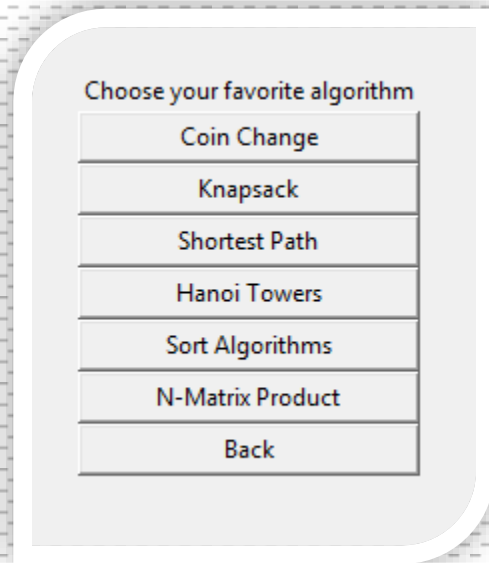 Choose your favorite algorithm
Coin Change
Knapsack
Shortest Path
Hanoi Towers
Sort Algorithms
N-Matrix Product
Back